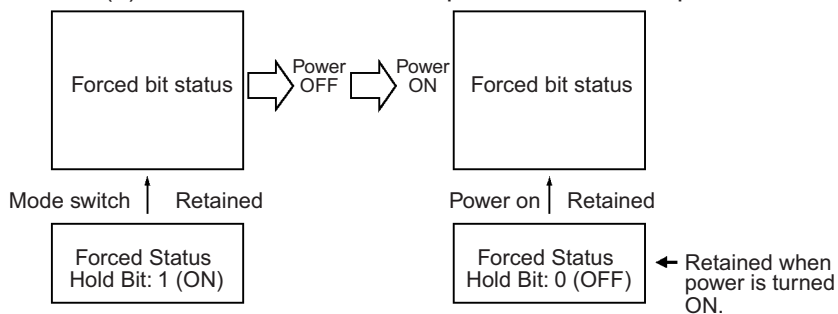 Forced bit status
Power
OFF
Power
ON
Forced bit status
Mode switch
Retained
Power on
Retained
Forced Status
Hold Bit: 1 (ON)
Forced Status
Hold Bit: 0 (OFF)
Retained when
power is turned
ON.